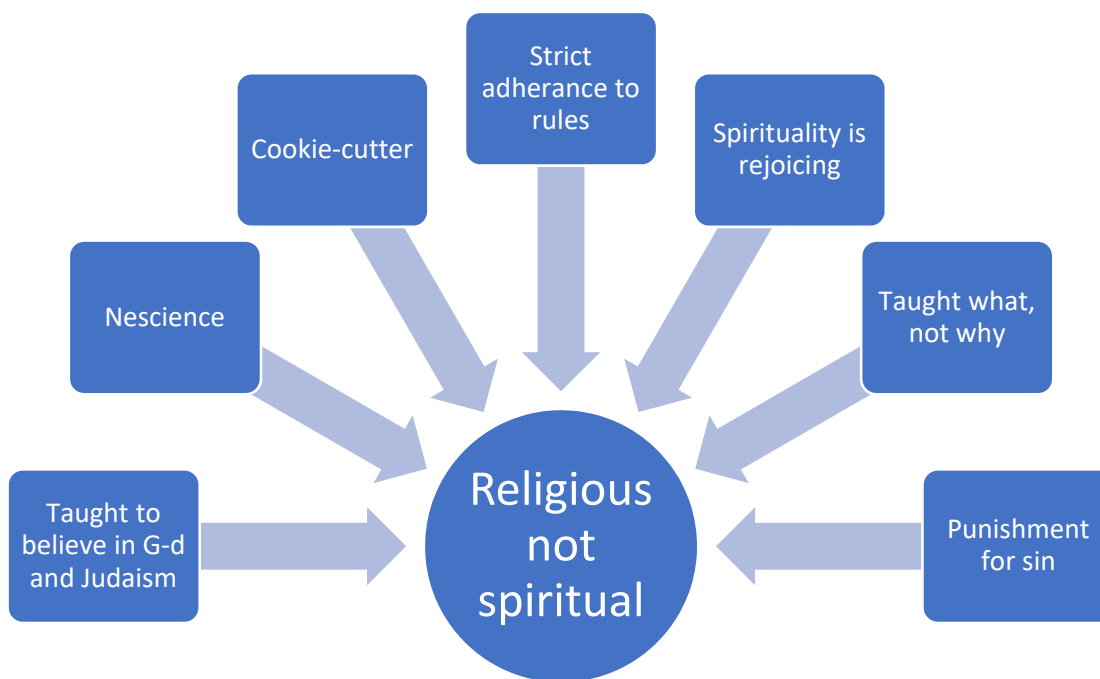 Strict
adherance to
rules
Cookie-cutter
Spirituality is
rejoicing
Nescience
Taught what,
not why
Taught to
believe in G-d
and Judaism
Religious
not
spiritual
Punishment
for sin